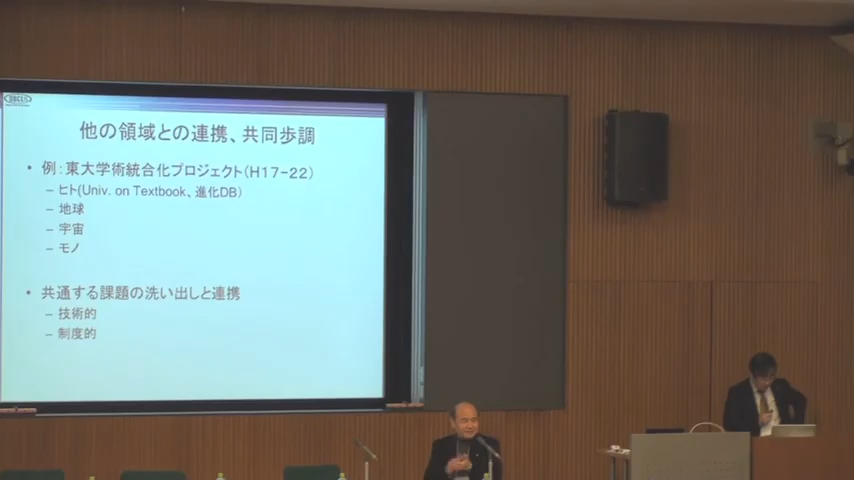 DBCLS
他の領域との連携、共同歩調
• 例：東大学術統合化プロジェクト（H17-22）
– ヒト(Univ. on Textbook、進化DB）
– 地球
– 宇宙
– モノ
• 共通する課題の洗い出しと連携
– 技術的
– 制度的